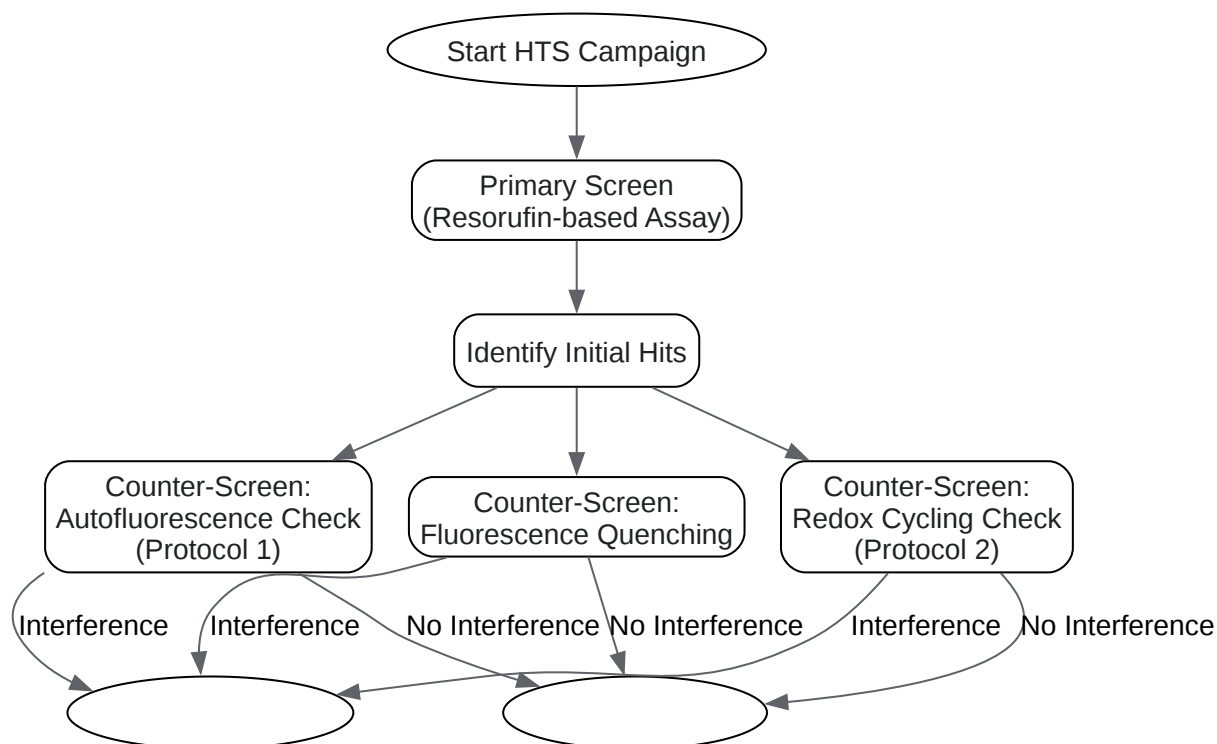 Start HTS Campaign
Primary Screen
(Resorufin-based Assay)
Identify Initial Hits
Counter-Screen:
Autofluorescence Check
(Protocol 1)
Counter-Screen:
Fluorescence Quenching
Counter-Screen:
Redox Cycling Check
(Protocol 2)
Interference
Interference
No Interference
No Interference
Interference
No Interference